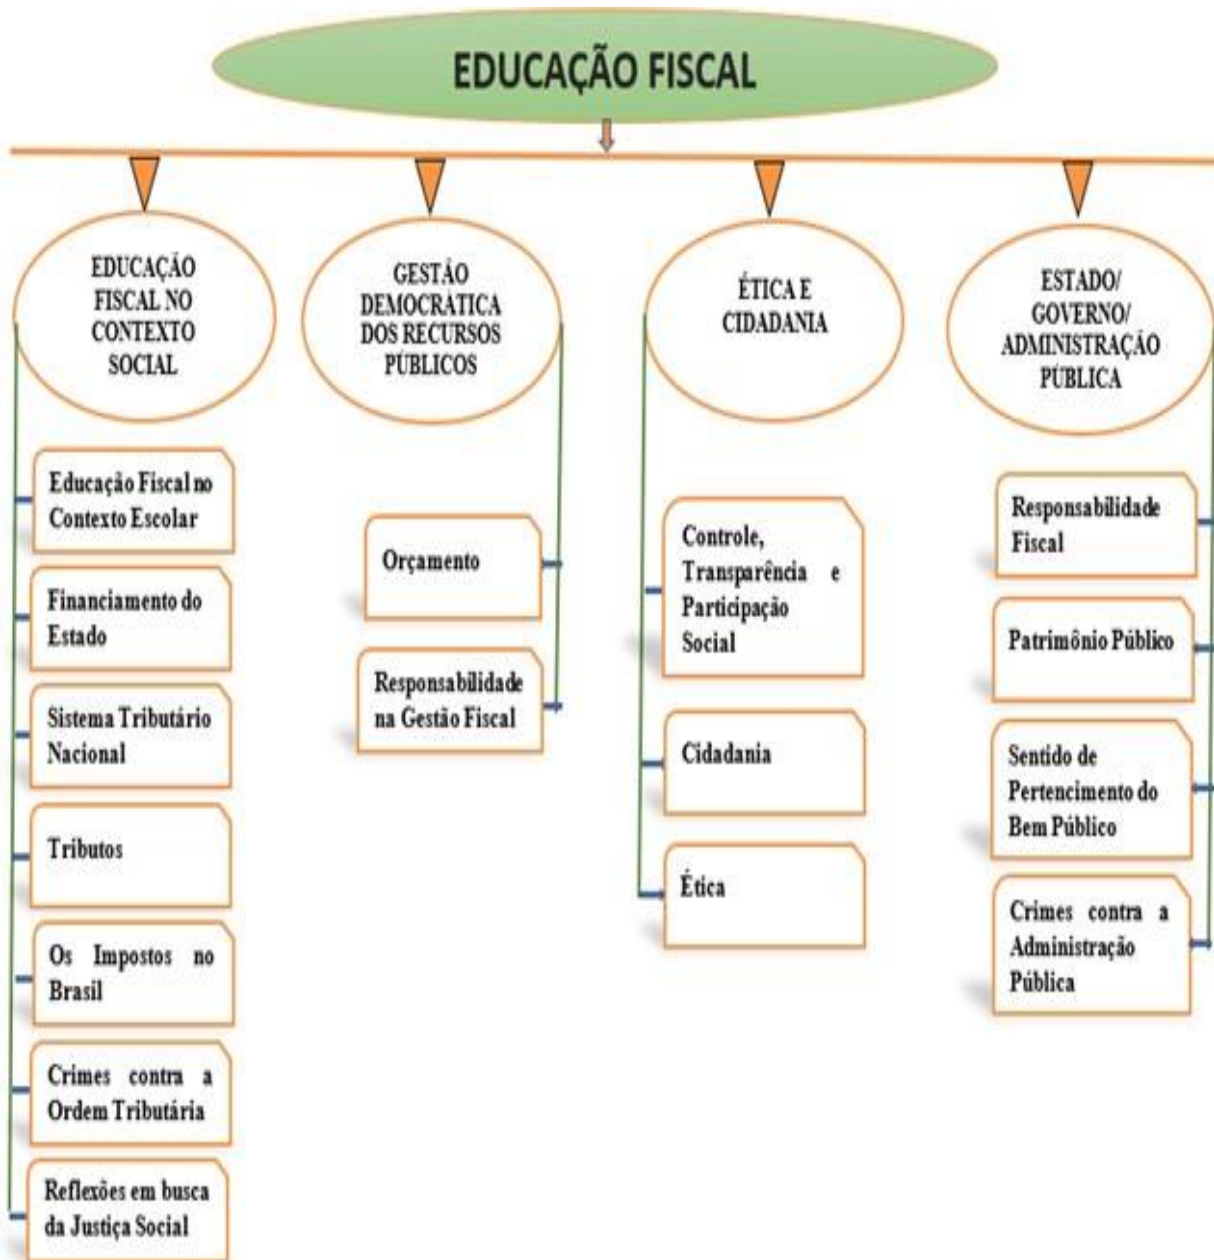 EDUCAÇÃO FISCAL
EDUCAÇÃO
FISCAL NO
CONTEXTO
SOCIAL
Educação Fiscal no
Contexto Escolar
Financiamento do
Estado
Sistema Tributário
Nacional
Tributos
Os Impostos no
Brasil
Crimes contra a
Ordem Tributária
Reflexões em busca
da Justiça Social
GESTÃO
DEMOCRÁTICA
DOS RECURSOS
PÚBLICOS
Orçamento
Responsabilidade
na Gestão Fiscal
ÉTICA E
CIDADANIA
Controle,
Transparência e
Participação
Social
Cidadania
Ética
ESTADO/
GOVERNO/
ADMINISTRAÇÃO
PÚBLICA
Responsabilidade
Fiscal
Patrimônio Público
Sentido de
Pertencimento do
Bem Público
Crimes contra a
Administração
Pública